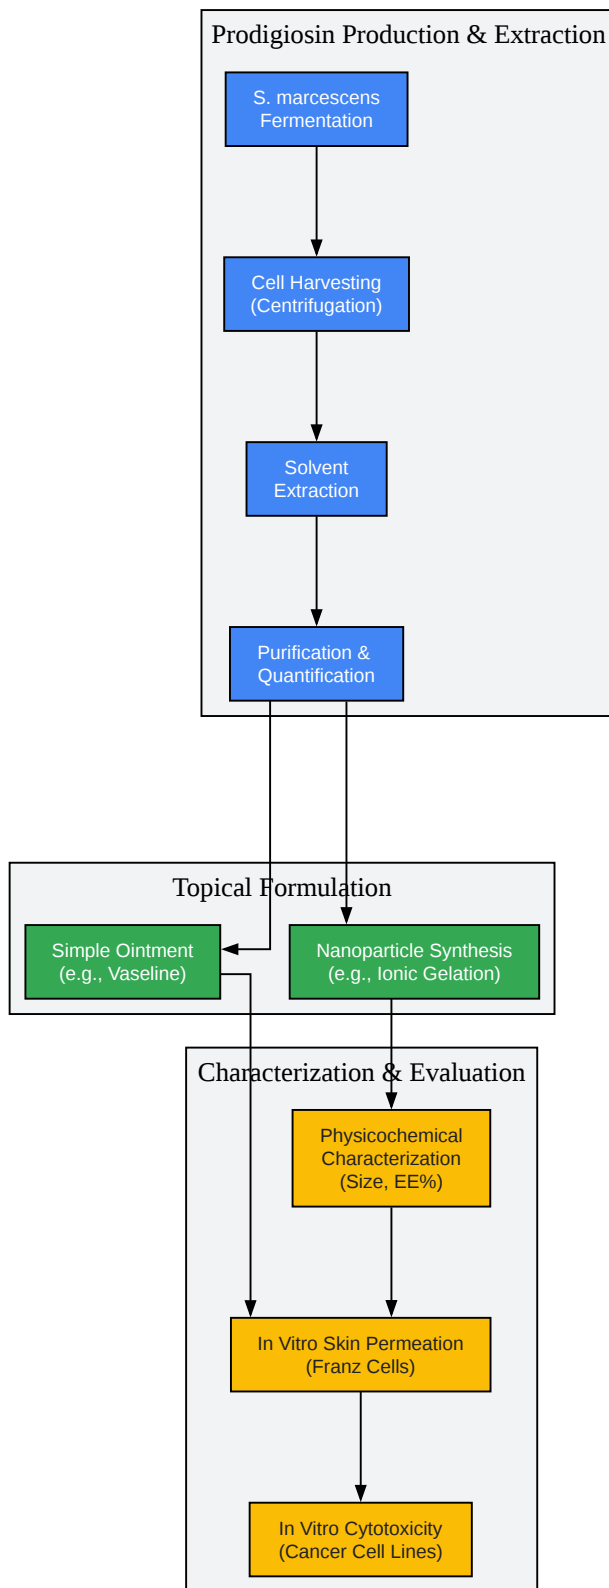 Prodigiosin Production & Extraction
S. marcescens
Fermentation
Cell Harvesting
(Centrifugation)
Solvent
Extraction
Purification &
Quantification
Topical Formulation
Simple Ointment
(e.g., Vaseline)
Nanoparticle Synthesis
(e.g., Ionic Gelation)
Characterization & Evaluation
Physicochemical
Characterization
(Size, EE%)
In Vitro Skin Permeation
(Franz Cells)
In Vitro Cytotoxicity
(Cancer Cell Lines)